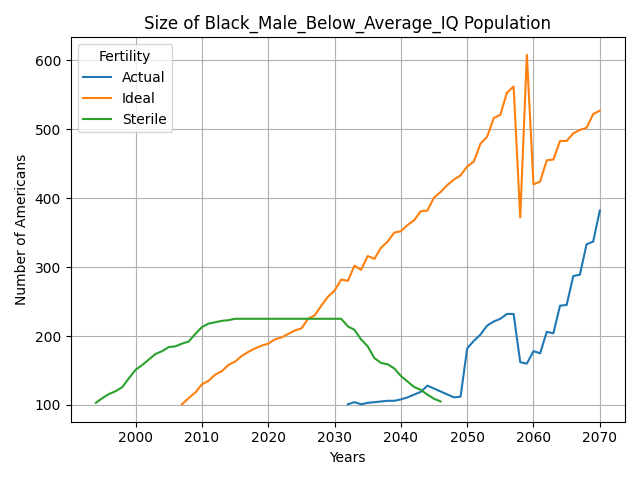 Size of Black_Male_Below_Average_IQ Population
Fertility
Actual
Ideal
Sterile
Number of Americans
600
500
400
300
200
100
2000 2010 2020 2030 2040 2050 2060 2070
Years